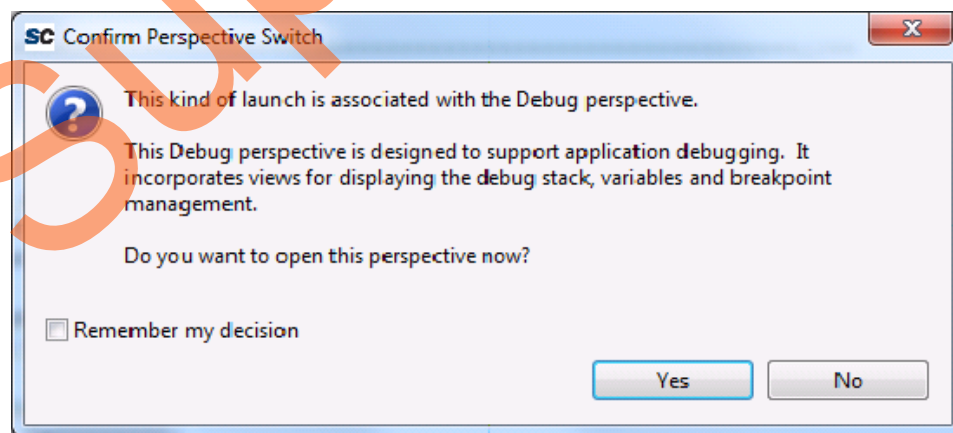 SC Confirm Perspective Switch
This kind of launch is associated with the Debug perspective.
This Debug perspective is designed to support application debugging. It
incorporates views for displaying the debug stack, variables and breakpoint
management.
Do you want to open this perspective now?
Remember my decision
Yes No